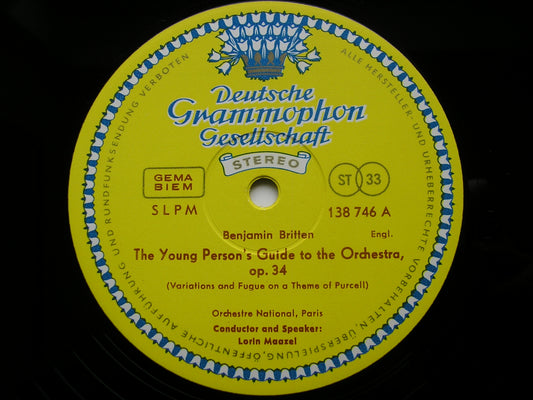 Deutsche
Grammophon
Gesellschaft
STEREO
GEMA
BIEM
ST 33
SLPM
138 746 A
Benjamin Britten Engl.
The Young Person's Guide to the Orchestra,
op. 34
(Variations and Fugue on a Theme of Purcell)
Orchestre National, Paris
Conductor and Speaker:
Lorin Maazel
ALLE HERSTELLER- UND URHEBERRECHTE VORBEHALTEN, ÜBERSPIELUNG, ÖFFENTLICHE AUFFÜHRUNG UND RUNDFUNKSENDUNG VERBOTEN